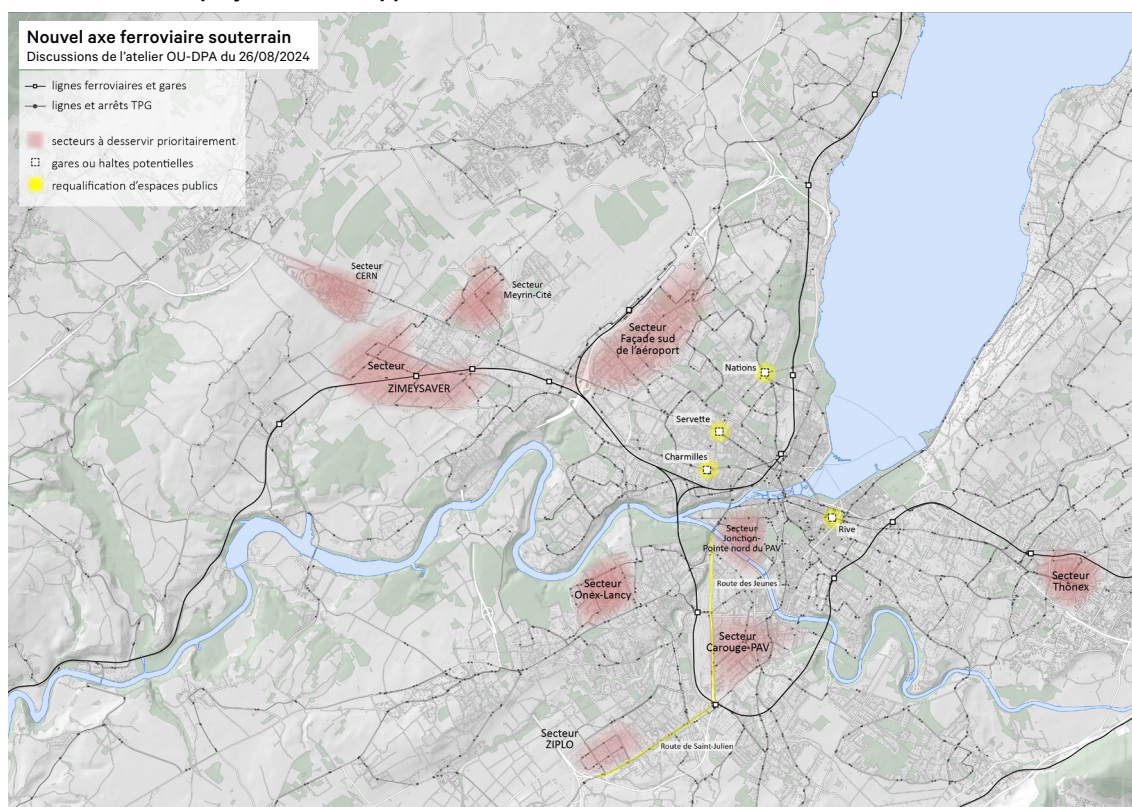 Nouvel axe ferroviaire souterrain
Discussions de l'atelier OU-DPA du 26/08/2024
lignes ferroviaires et gares
lignes et arrêts TPG
secteurs à desservir prioritairement
gares ou haltes potentielles
requalification d'espaces publics
Secteur
CERN
Secteur
Meyrin-Cité
Secteur
Façade sud
de l'aéroport
Secteur
ZIMEYSAVER
Nations
Servette
Charmilles
Rive
Secteur
Jonction-
Pointe nord du PAV
Secteur
Thônex
Secteur
Onex-Lancy
Route des Jeunes
Secteur
Carouge-PAV
Secteur
ZIPLO
Route de Saint-Julien